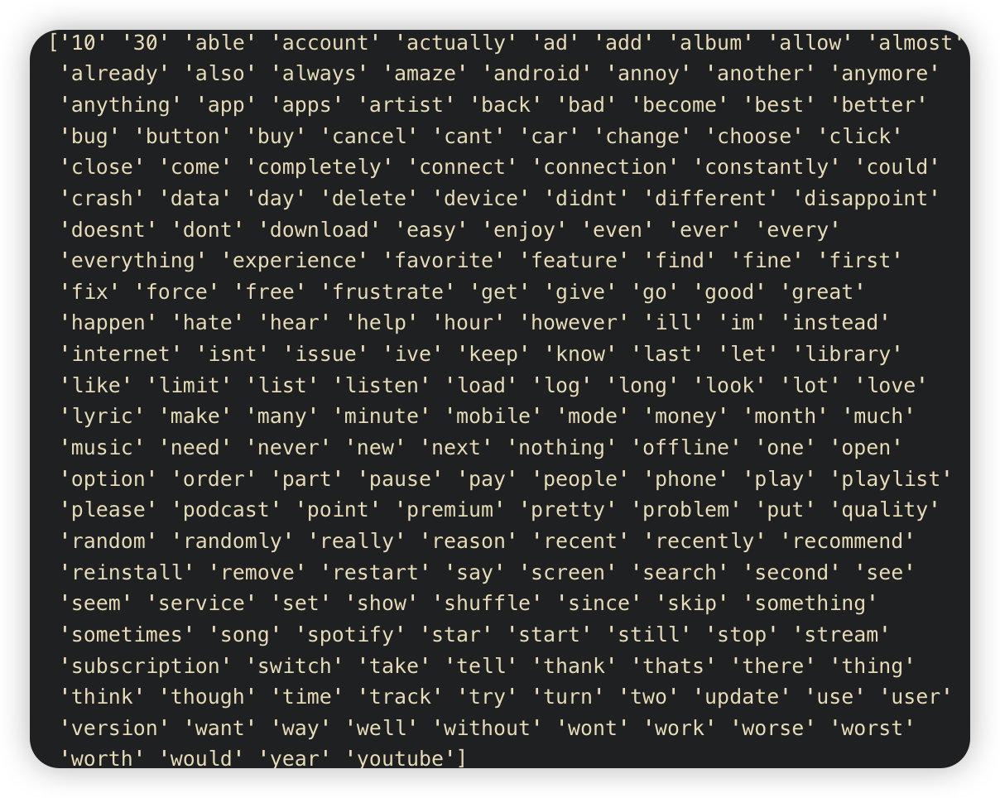 ['10' '30' 'able' 'account' 'actually' 'ad' 'add' 'album' 'allow' 'almost'
'already' 'also' 'always' 'amaze' 'android' 'annoy' 'another' 'anymore'
'anything' 'app' 'apps' 'artist' 'back' 'bad' 'become' 'best' 'better'
'bug' 'button' 'buy' 'cancel' 'cant' 'car' 'change' 'choose' 'click'
'close' 'come' 'completely' 'connect' 'connection' 'constantly' 'could'
'crash' 'data' 'day' 'delete' 'device' 'didnt' 'different' 'disappoint'
'doesnt' 'dont' 'download' 'easy' 'enjoy' 'even' 'ever' 'every'
'everything' 'experience' 'favorite' 'feature' 'find' 'fine' 'first'
'fix' 'force' 'free' 'frustrate' 'get' 'give' 'go' 'good' 'great'
'happen' 'hate' 'hear' 'help' 'hour' 'however' 'ill' 'im' 'instead'
'internet' 'isnt' 'issue' 'ive' 'keep' 'know' 'last' 'let' 'library'
'like' 'limit' 'list' 'listen' 'load' 'log' 'long' 'look' 'lot' 'love'
'lyric' 'make' 'many' 'minute' 'mobile' 'mode' 'money' 'month' 'much'
'music' 'need' 'never' 'new' 'next' 'nothing' 'offline' 'one' 'open'
'option' 'order' 'part' 'pause' 'pay' 'people' 'phone' 'play' 'playlist'
'please' 'podcast' 'point' 'premium' 'pretty' 'problem' 'put' 'quality'
'random' 'randomly' 'really' 'reason' 'recent' 'recently' 'recommend'
'reinstall' 'remove' 'restart' 'say' 'screen' 'search' 'second' 'see'
'seem' 'service' 'set' 'show' 'shuffle' 'since' 'skip' 'something'
'sometimes' 'song' 'spotify' 'star' 'start' 'still' 'stop' 'stream'
'subscription' 'switch' 'take' 'tell' 'thank' 'thats' 'there' 'thing'
'think' 'though' 'time' 'track' 'try' 'turn' 'two' 'update' 'use' 'user'
'version' 'want' 'way' 'well' 'without' 'wont' 'work' 'worse' 'worst'
'worth' 'would' 'year' 'youtube']